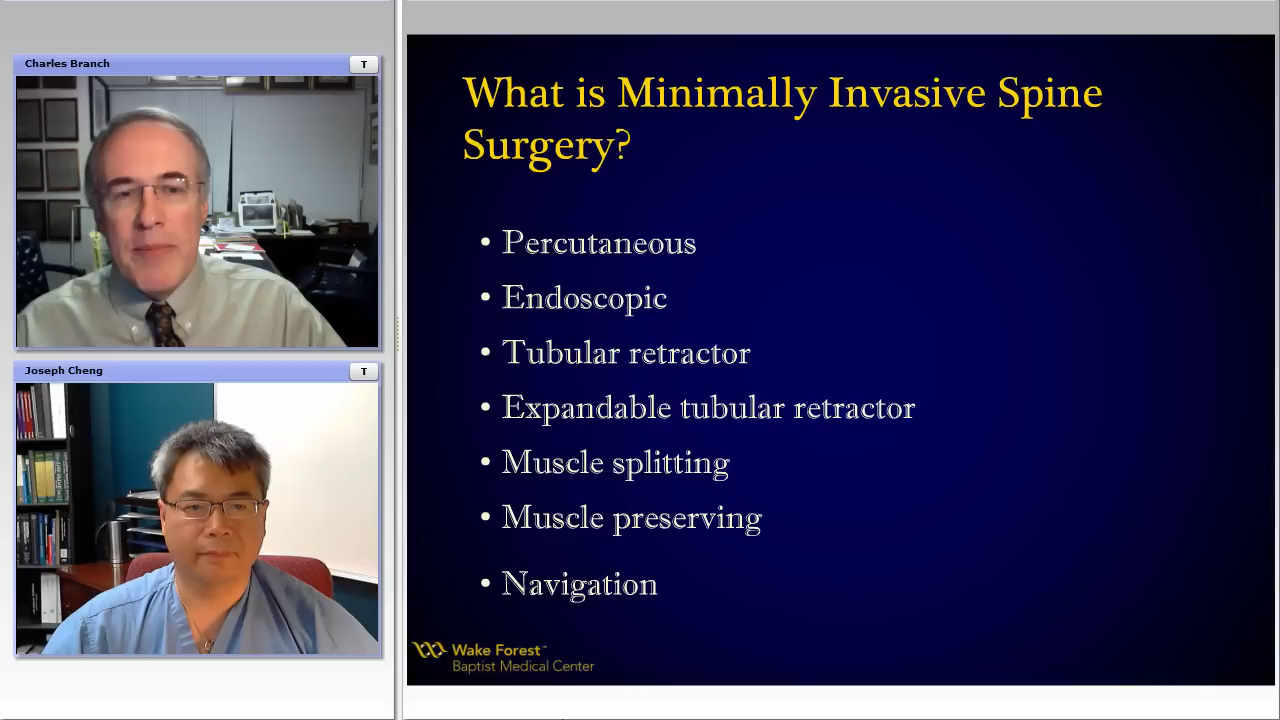 Charles Branch
T
Joseph Cheng
T
What is Minimally Invasive Spine
Surgery?
• Percutaneous
• Endoscopic
• Tubular retractor
• Expandable tubular retractor
• Muscle splitting
• Muscle preserving
• Navigation
Wake Forest™
Baptist Medical Center